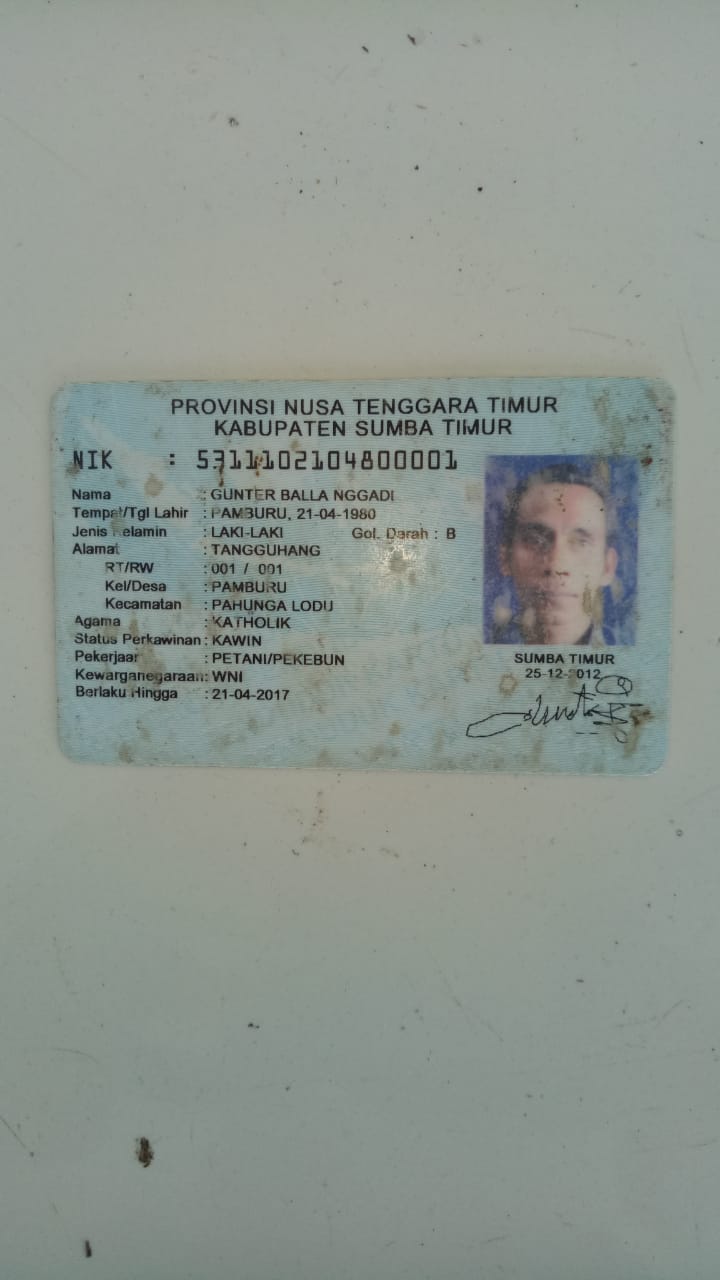 PROVINSI NUSA TENGGARA TIMUR
KABUPATEN SUMBA TIMUR
NIK : 5311102104800001
Nama : GUNTER BALLA NGGADI
Tempat/Tgl Lahir : PAMBURU, 21-04-1980
Jenis Kelamin : LAKI-LAKI Gol. Darah : B
Alamat : TANGGUHANG
RT/RW : 001 / 001
Kel/Desa : PAMBURU
Kecamatan : PAHUNGA LODU
Agama : KATHOLIK
Status Perkawinan : KAWIN
Pekerjaan : PETANI/PEKEBUN
Kewarganegaraan : WNI
Berlaku Hingga : 21-04-2017
SUMBA TIMUR
25-12-2012